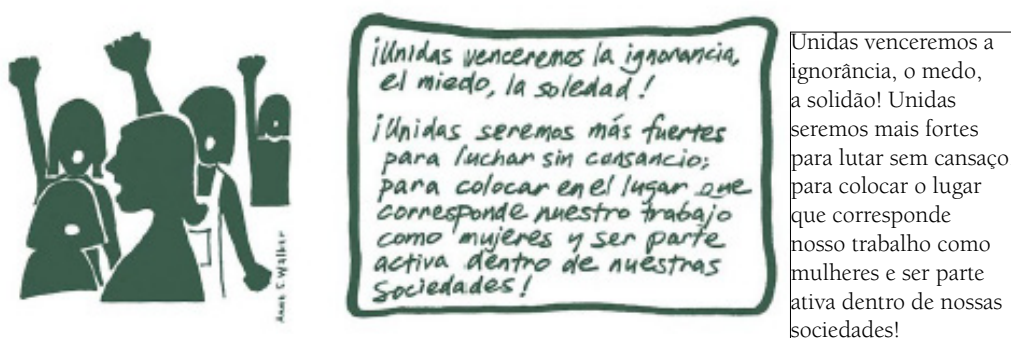 Anne S. Walker
¡Unidas venceremos la ignorancia,
el miedo, la soledad!
¡Unidas seremos más fuertes
para luchar sin cansancio;
para colocar en el lugar que
corresponde nuestro trabajo
como mujeres y ser parte
activa dentro de nuestras
sociedades!
Unidas venceremos a
ignorância, o medo,
a solidão! Unidas
seremos mais fortes
para lutar sem cansaço
para colocar o lugar
que corresponde
nosso trabalho como
mulheres e ser parte
ativa dentro de nossas
sociedades!